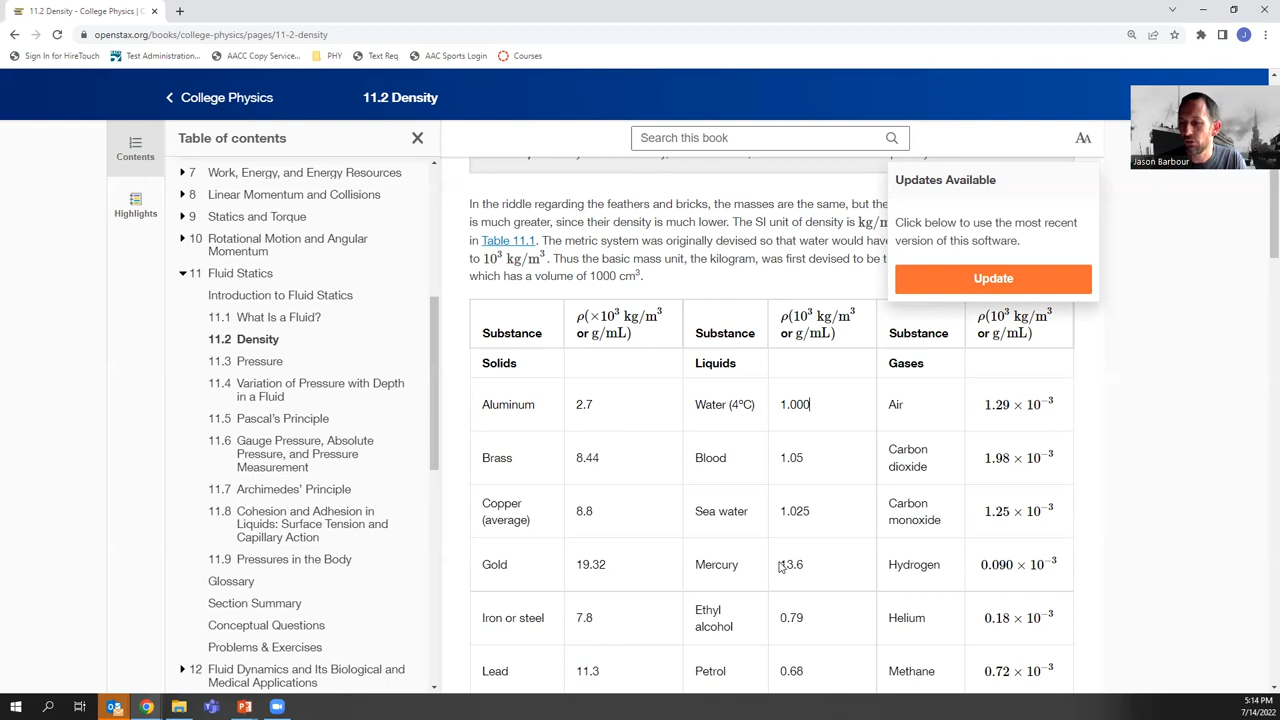 11.2 Density - College Physics | C
openstax.org/books/college-physics/pages/11-2-density
J
Sign In for HireTouch
Test Administration...
AACC Copy Service...
PHY
Text Req
AAC Sports Login
Courses
College Physics
11.2 Density
Jason Barbour
Contents
Highlights
Table of contents
7 Work, Energy, and Energy Resources
8 Linear Momentum and Collisions
9 Statics and Torque
10 Rotational Motion and Angular
Momentum
11 Fluid Statics
Introduction to Fluid Statics
11.1 What Is a Fluid?
11.2 Density
11.3 Pressure
11.4 Variation of Pressure with Depth
in a Fluid
11.5 Pascal's Principle
11.6 Gauge Pressure, Absolute
Pressure, and Pressure
Measurement
11.7 Archimedes' Principle
11.8 Cohesion and Adhesion in
Liquids: Surface Tension and
Capillary Action
11.9 Pressures in the Body
Glossary
Section Summary
Conceptual Questions
Problems & Exercises
12 Fluid Dynamics and Its Biological and
Medical Applications
Search this book
AA
Updates Available
Click below to use the most recent
version of this software.
Update
In the riddle regarding the feathers and bricks, the masses are the same, but the
is much greater, since their density is much lower. The SI unit of density is kg/m
in Table 11.1. The metric system was originally devised so that water would have
to 10³ kg/m³. Thus the basic mass unit, the kilogram, was first devised to be
which has a volume of 1000 cm³.
Substance ρ(×10³ kg/m³ or g/mL) Substance ρ(10³ kg/m³ or g/mL) Substance ρ(10³ kg/m³ or g/mL)
Solids Liquids Gases
Aluminum 2.7 Water (4ºC) 1.000 Air 1.29 × 10⁻³
Brass 8.44 Blood 1.05 Carbon dioxide 1.98 × 10⁻³
Copper (average) 8.8 Sea water 1.025 Carbon monoxide 1.25 × 10⁻³
Gold 19.32 Mercury 13.6 Hydrogen 0.090 × 10⁻³
Iron or steel 7.8 Ethyl alcohol 0.79 Helium 0.18 × 10⁻³
Lead 11.3 Petrol 0.68 Methane 0.72 × 10⁻³
5:14 PM
7/14/2022